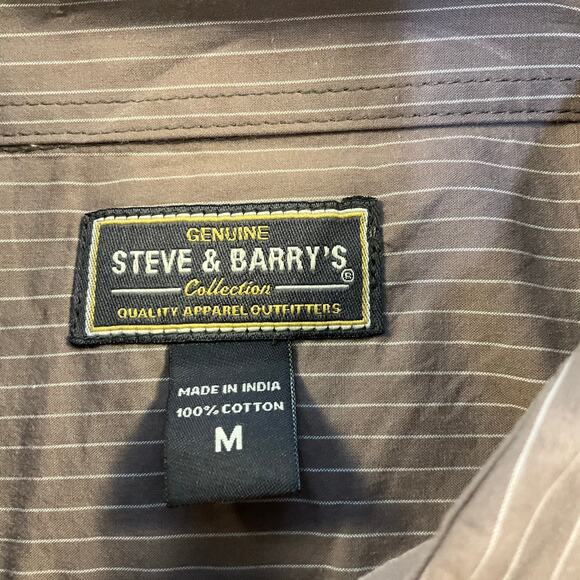 GENUINE
STEVE & BARRY'S
Collection ®
QUALITY APPAREL OUTFITTERS
MADE IN INDIA
100% COTTON
M